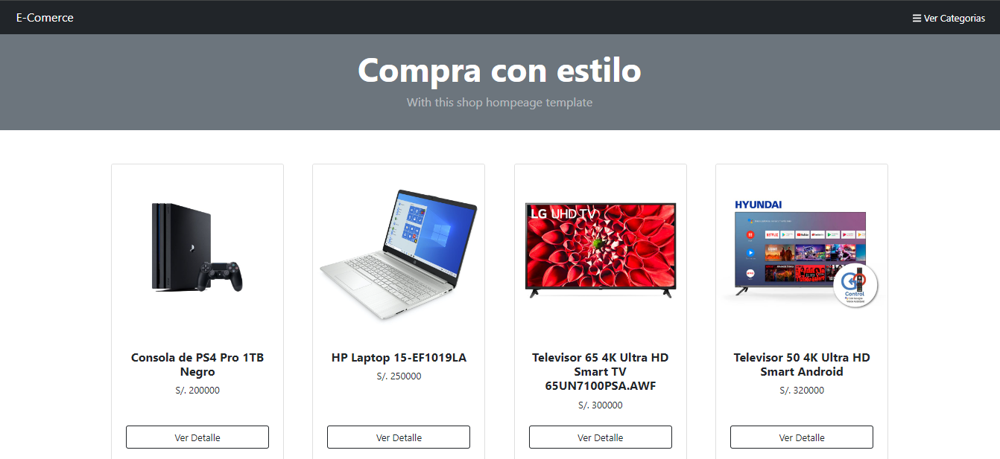 E-Comerce
Ver Categorias
Compra con estilo
With this shop hompeage template
LG UHD TV
HYUNDAI
NETFLIX
Control
Consola de PS4 Pro 1TB
Negro
S/. 200000
Ver Detalle
HP Laptop 15-EF1019LA
S/. 250000
Ver Detalle
Televisor 65 4K Ultra HD
Smart TV
65UN7100PSA.AWF
S/. 300000
Ver Detalle
Televisor 50 4K Ultra HD
Smart Android
S/. 320000
Ver Detalle